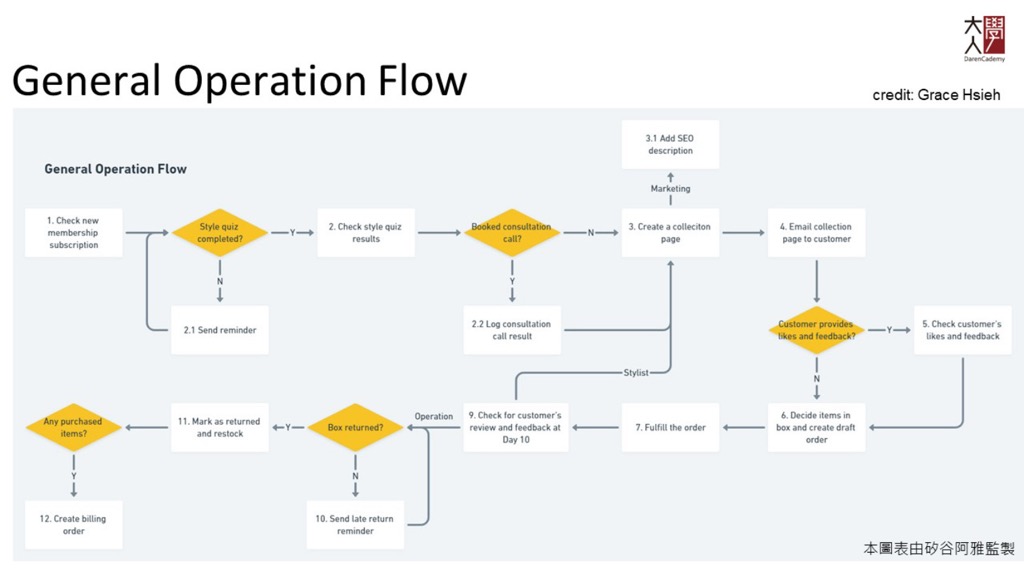 大學
人
DarenCademy
General Operation Flow
credit: Grace Hsieh
General Operation Flow
3.1 Add SEO
description
Marketing
1. Check new
membership
subscription
Style quiz
completed?
Y
2. Check style quiz
results
Booked consultation
call?
N
3. Create a colleciton
page
4. Email collection
page to customer
N
Y
2.1 Send reminder
2.2 Log consultation
call result
Customer provides
likes and feedback?
Y
5. Check customer's
likes and feedback
Stylist
N
Any purchased
items?
11. Mark as returned
and restock
Y
Box returned?
Operation
9. Check for customer's
review and feedback at
Day 10
7. Fulfill the order
6. Decide items in
box and create draft
order
Y
N
12. Create billing
order
10. Send late return
reminder
本圖表由矽谷阿雅監製